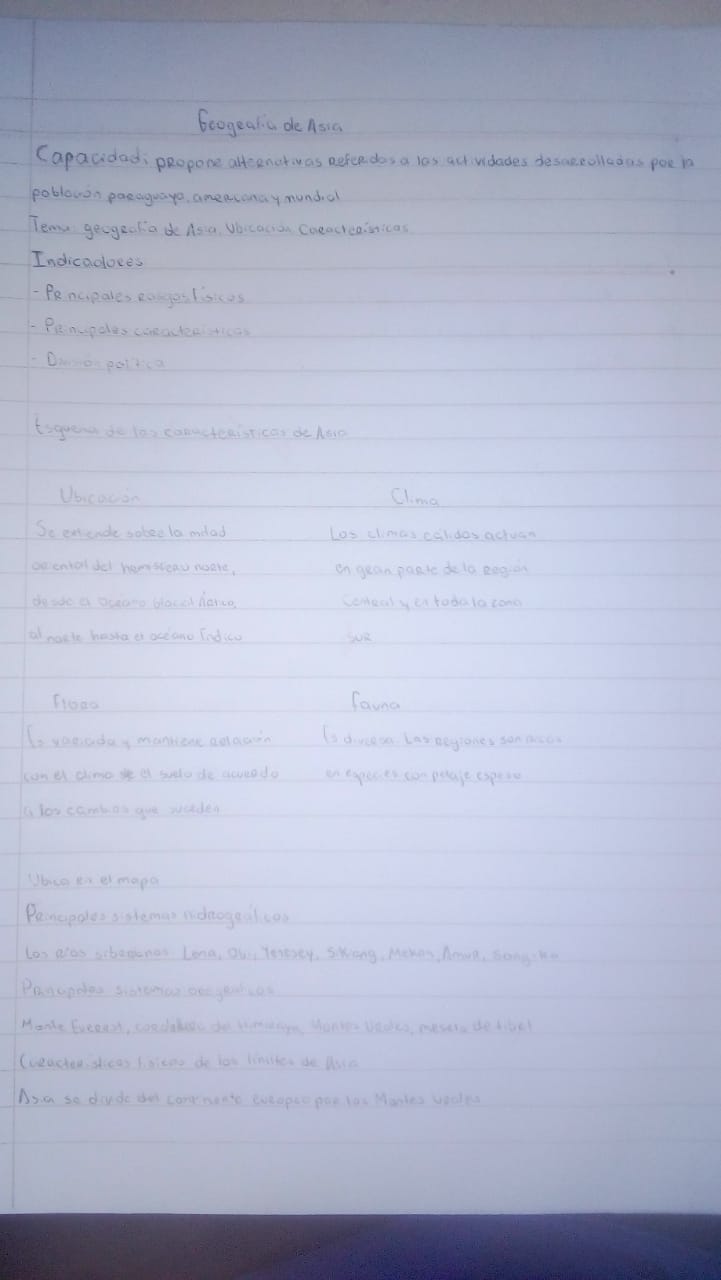 Geografía de Asia
Capacidad: propone alternativas referidas a las actividades desarrolladas por la
población paraguaya, americana y mundial
Tema: geografía de Asia. Ubicación Características
Indicadores
- Principales rasgos físicos
- Principales características
- División política
Esquema de las características de Asia
Ubicación
Se extiende sobre la mitad
oriental del hemisferio norte,
desde el océano glacial Ártico,
al norte hasta el océano Índico
Clima
Los climas cálidos actúan
en gran parte de la región
Central y en toda la zona
sur
Flora
Es variada y mantiene relación
con el clima el suelo de acuerdo
a los cambios que suceden
Fauna
Es diversa. Las regiones son ricas
en especies con pelaje espeso
Ubica en el mapa
Principales sistemas hidrográficos
Los ríos siberianos Lena, Obi, Yenesey, Sikiang, Mekon, Amur, Song-
Principales sistemas orográficos
Monte Everest, cordillera del Himalaya, Montes Urales, meseta de Tibet
Características físicas de los límites de Asia
Asia se divide del continente europeo por los Montes Urales